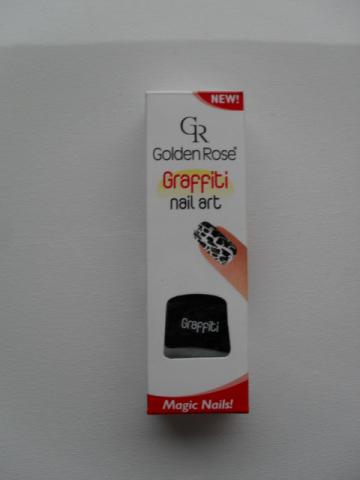 NEW!
GR
Golden Rose®
Graffiti
nail art
Graffiti
Magic Nails!